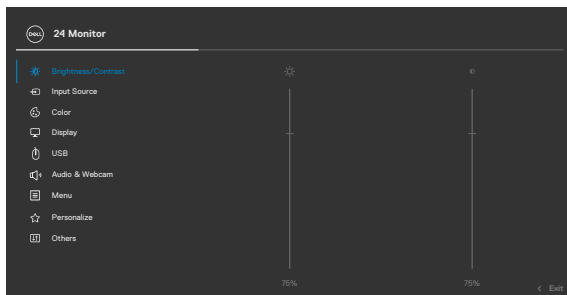 DELL
24 Monitor
Brightness/Contrast
Input Source
Color
Display
USB
Audio & Webcam
Menu
Personalize
Others
75%
75%
< Exit